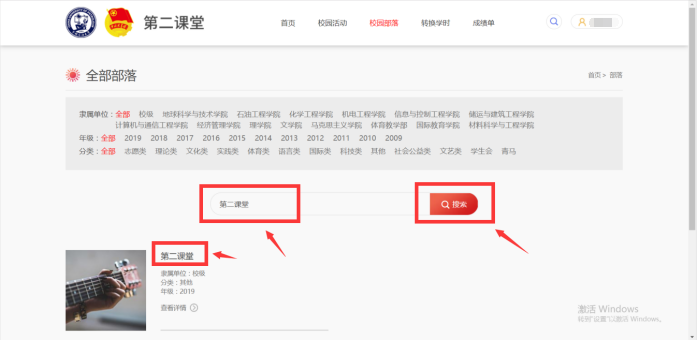 第二课堂
首页 校园活动 校园部落 转换学时 成绩单
全部部落
首页 > 部落
隶属单位：全部 校级 地球科学与技术学院 石油工程学院 化学工程学院 机电工程学院 信息与控制工程学院 储运与建筑工程学院
计算机与通信工程学院 经济管理学院 理学院 文学院 马克思主义学院 体育教学部 国际教育学院 材料科学与工程学院
年级：全部 2019 2018 2017 2016 2015 2014 2013 2012 2011 2010 2009
分类：全部 志愿类 理论类 文化类 实践类 体育类 语言类 国际类 科技类 其他 社会公益类 文艺类 学生会 青马
第二课堂
搜索
第二课堂
隶属单位：校级
分类：其他
年级：2019
查看详情
激活 Windows
转到"设置"以激活 Windows。